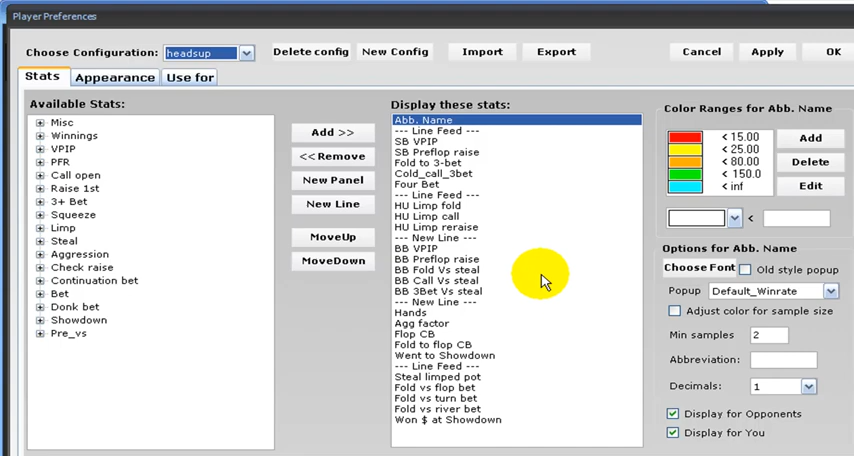 Player Preferences
Choose Configuration: headsup Delete config New Config Import Export Cancel Apply OK
Stats Appearance Use for
Available Stats:
Misc
Winnings
VPIP
PFR
Call open
Raise 1st
3+ Bet
Squeeze
Limp
Steal
Aggression
Check raise
Continuation bet
Bet
Donk bet
Showdown
Pre_vs
Add >>
<< Remove
New Panel
New Line
MoveUp
MoveDown
Display these stats:
Abb. Name
--- Line Feed ---
SB VPIP
SB Preflop raise
Fold to 3-bet
Cold_call_3bet
Four Bet
--- Line Feed ---
HU Limp fold
HU Limp call
HU Limp reraise
--- New Line ---
BB VPIP
BB Preflop raise
BB Fold Vs steal
BB Call Vs steal
BB 3Bet Vs steal
--- New Line ---
Hands
Agg factor
Flop CB
Fold to flop CB
Went to Showdown
--- Line Feed ---
Steal limped pot
Fold vs flop bet
Fold vs turn bet
Fold vs river bet
Won $ at Showdown
Color Ranges for Abb. Name
< 15.00
< 25.00
< 80.00
< 150.0
< inf
Add
Delete
Edit
<
Options for Abb. Name
Choose Font Old style popup
Popup Default_Winrate
Adjust color for sample size
Min samples 2
Abbreviation:
Decimals: 1
Display for Opponents
Display for You